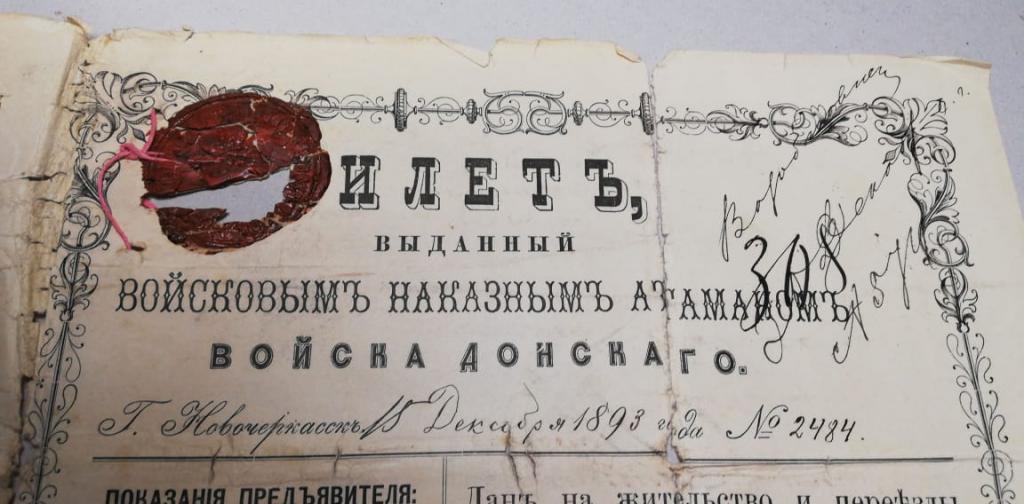 ИЛЕТЪ,
ВЫДАННЫЙ
ВОЙСКОВЫМЪ НАКАЗНЫМЪ АТАМАНОМЪ
ВОЙСКА ДОНСКАГО.
Г. Новочеркасскъ 15 Декабря 1893 года № 2484.
308
ПОКАЗАНІЯ ПРЕДЪЯВИТЕЛЯ:
Данъ на жительство и переѣзды